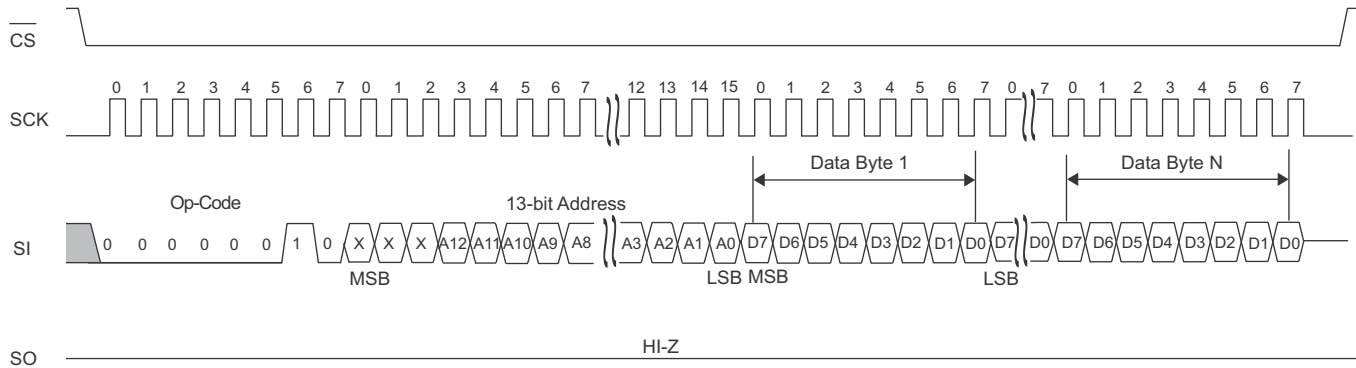 CS
0 1 2 3 4 5 6 7 0 1 2 3 4 5 6 7 12 13 14 15 0 1 2 3 4 5 6 7 0 7 0 1 2 3 4 5 6 7
SCK
Data Byte 1 Data Byte N
Op-Code 13-bit Address
SI 0 0 0 0 0 0 1 0 X X X A12 A11 A10 A9 A8 A3 A2 A1 A0 D7 D6 D5 D4 D3 D2 D1 D0 D7 D0 D7 D6 D5 D4 D3 D2 D1 D0
MSB LSB MSB LSB
HI-Z
SO